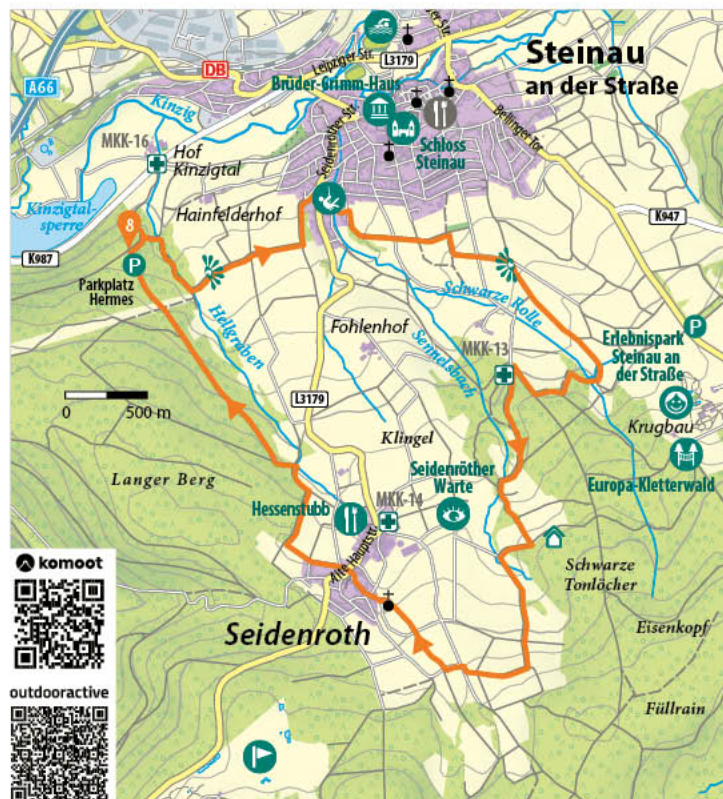 Steinau
an der Straße
A66
DB
Leipziger Str.
L3179
Brüder-Grimm-Haus
Kinzig
MKK-16
Hof
Kinzigtal
Seidenröther Str.
Schloss
Steinau
Bellinger Tor
Kinzigtal-
sperre
Hainfelderhof
K947
8
K987
P
Parkplatz
Hermes
Schwarze Rolle
Hellgraben
Fohlenhof
Sennelsbach
MKK-13
P
Erlebnispark
Steinau an
der Straße
0 500 m
L3179
Krugbau
Klingel
Langer Berg
Seidenröther
Warte
Europa-Kletterwald
Hessenstubb
MKK-14
Alte Hauptstr.
komoot
Schwarze
Tonlöcher
Seidenroth
Eisenkopf
outdooractive
Füllrain